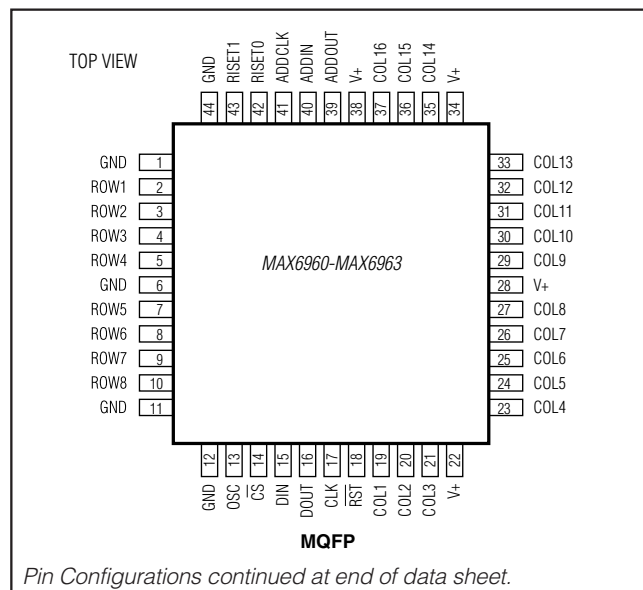 TOP VIEW
GND
RISET1
RISET0
ADDCLK
ADDIN
ADDOUT
V+
COL16
COL15
COL14
V+
44
43
42
41
40
39
38
37
36
35
34
GND 1
ROW1 2
ROW2 3
ROW3 4
ROW4 5
GND 6
ROW5 7
ROW6 8
ROW7 9
ROW8 10
GND 11
MAX6960-MAX6963
33 COL13
32 COL12
31 COL11
30 COL10
29 COL9
28 V+
27 COL8
26 COL7
25 COL6
24 COL5
23 COL4
12
13
14
15
16
17
18
19
20
21
22
GND
OSC
C̅S̅
DIN
DOUT
CLK
R̅S̅T̅
COL1
COL2
COL3
V+
MQFP
Pin Configurations continued at end of data sheet.